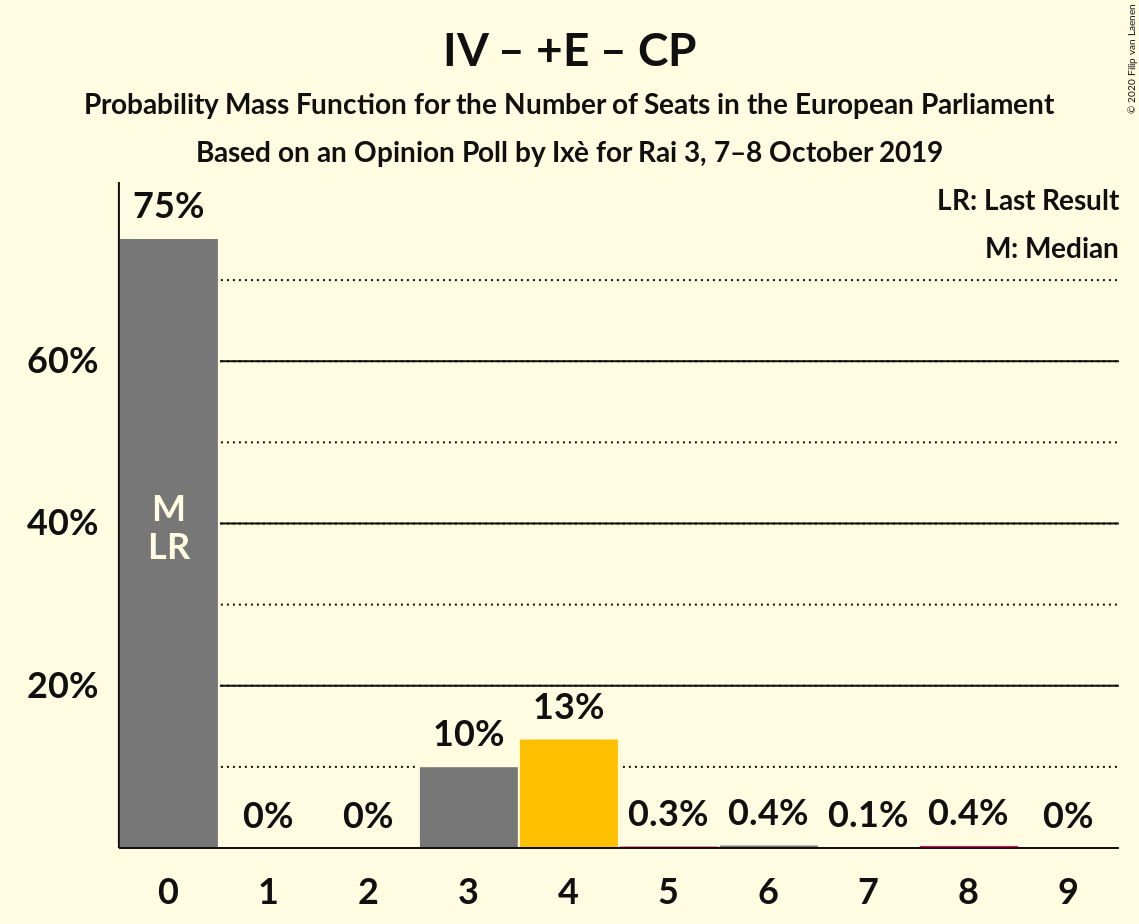 IV – +E – CP
Probability Mass Function for the Number of Seats in the European Parliament
Based on an Opinion Poll by Ixè for Rai 3, 7–8 October 2019
© 2020 Filip van Laenen
LR: Last Result
M: Median
75%
60%
40%
20%
M
LR
0%
0%
10%
13%
0.3%
0.4%
0.1%
0.4%
0%
0 1 2 3 4 5 6 7 8 9